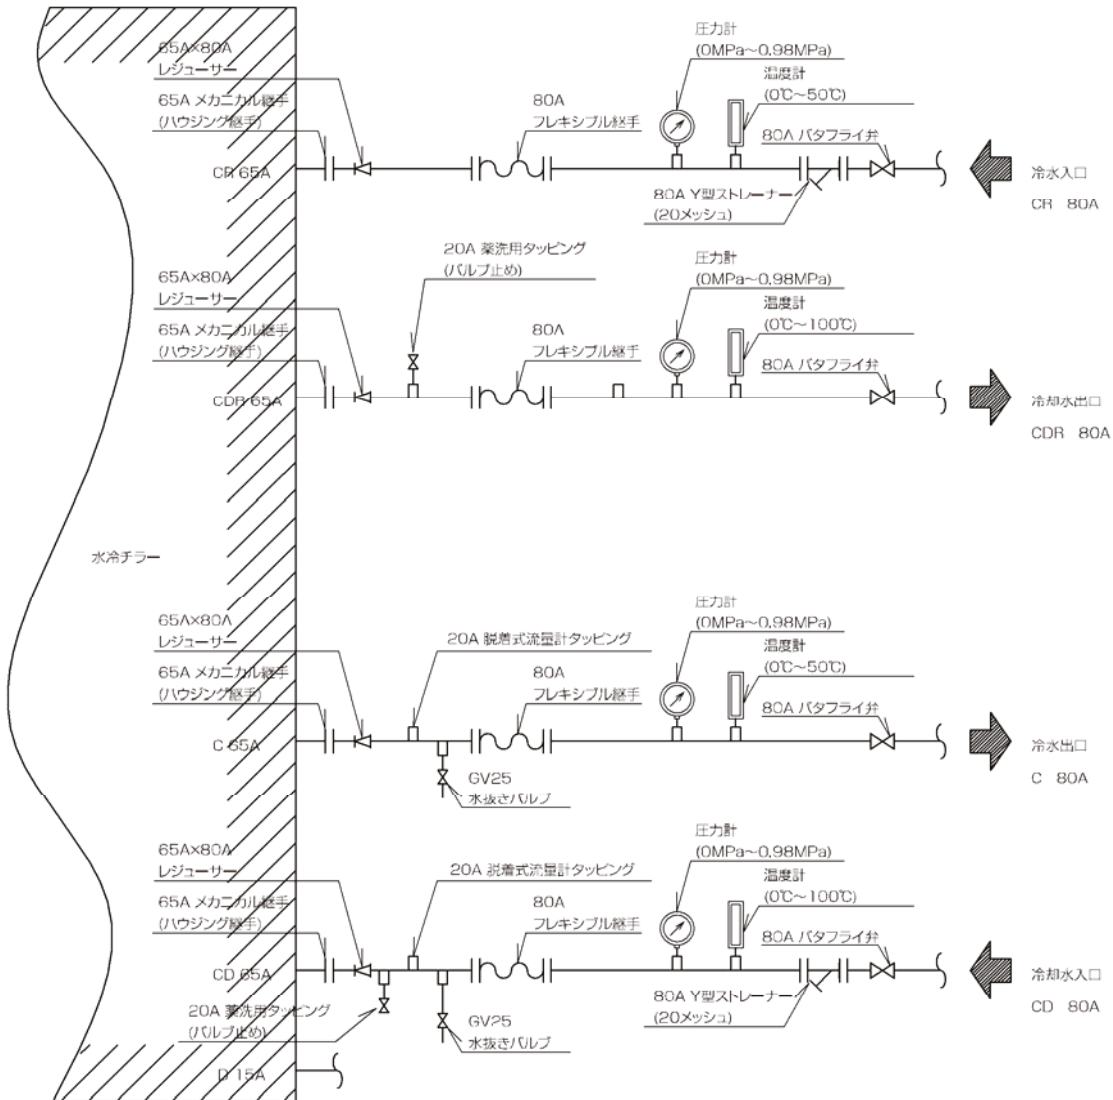 圧力計
(0MPa〜0.98MPa)
温度計
(0℃〜50℃)
65A×80A
レジューサー
65A メカニカル継手
(ハウジング継手)
80A
フレキシブル継手
80A バタフライ弁
CR 65A
80A Y型ストレーナー
(20メッシュ)
冷水入口
CR 80A
20A 薬洗用タッピング
(バルブ止め)
圧力計
(0MPa〜0.98MPa)
温度計
(0℃〜100℃)
65A×80A
レジューサー
65A メカニカル継手
(ハウジング継手)
80A
フレキシブル継手
80A バタフライ弁
CDR 65A
冷却水出口
CDR 80A
水冷チラー
圧力計
(0MPa〜0.98MPa)
温度計
(0℃〜50℃)
65A×80A
レジューサー
20A 脱着式流量計タッピング
65A メカニカル継手
(ハウジング継手)
80A
フレキシブル継手
80A バタフライ弁
C 65A
GV25
水抜きバルブ
冷水出口
C 80A
圧力計
(0MPa〜0.98MPa)
温度計
(0℃〜100℃)
65A×80A
レジューサー
20A 脱着式流量計タッピング
65A メカニカル継手
(ハウジング継手)
80A
フレキシブル継手
80A バタフライ弁
CD 65A
20A 薬洗用タッピング
(バルブ止め)
GV25
水抜きバルブ
80A Y型ストレーナー
(20メッシュ)
冷却水入口
CD 80A
D 15A